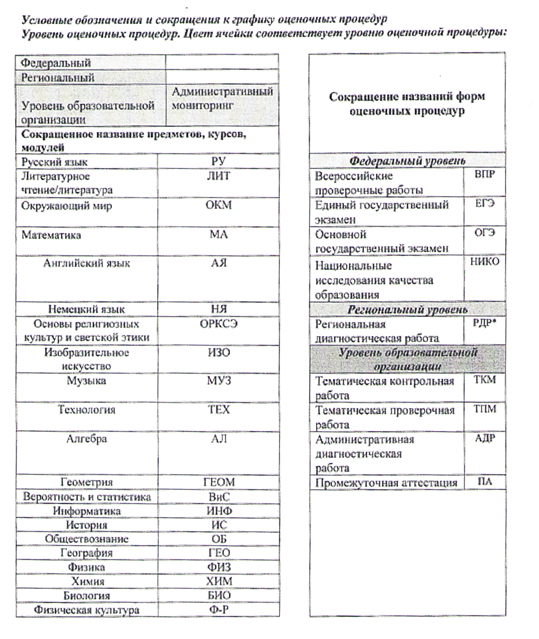 Условные обозначения и сокращения к графику оценочных процедур
Уровень оценочных процедур. Цвет ячейки соответствует уровню оценочной процедуры:
Федеральный
Региональный
Уровень образовательной организации
Административный мониторинг
Сокращенное название предметов, курсов, модулей
Русский язык РУ
Литературное чтение/литература ЛИТ
Окружающий мир ОКМ
Математика МА
Английский язык АЯ
Немецкий язык НЯ
Основы религиозных культур и светской этики ОРКСЭ
Изобразительное искусство ИЗО
Музыка МУЗ
Технология ТЕХ
Алгебра АЛ
Геометрия ГЕОМ
Вероятность и статистика ВиС
Информатика ИНФ
История ИС
Обществознание ОБ
География ГЕО
Физика ФИЗ
Химия ХИМ
Биология БИО
Физическая культура Ф-Р
Сокращение названий форм оценочных процедур
Федеральный уровень
Всероссийские проверочные работы ВПР
Единый государственный экзамен ЕГЭ
Основной государственный экзамен ОГЭ
Национальные исследования качества образования НИКО
Региональный уровень
Региональная диагностическая работа РДР*
Уровень образовательной организации
Тематическая контрольная работа ТКМ
Тематическая проверочная работа ТПМ
Административная диагностическая работа АДР
Промежуточная аттестация ПА